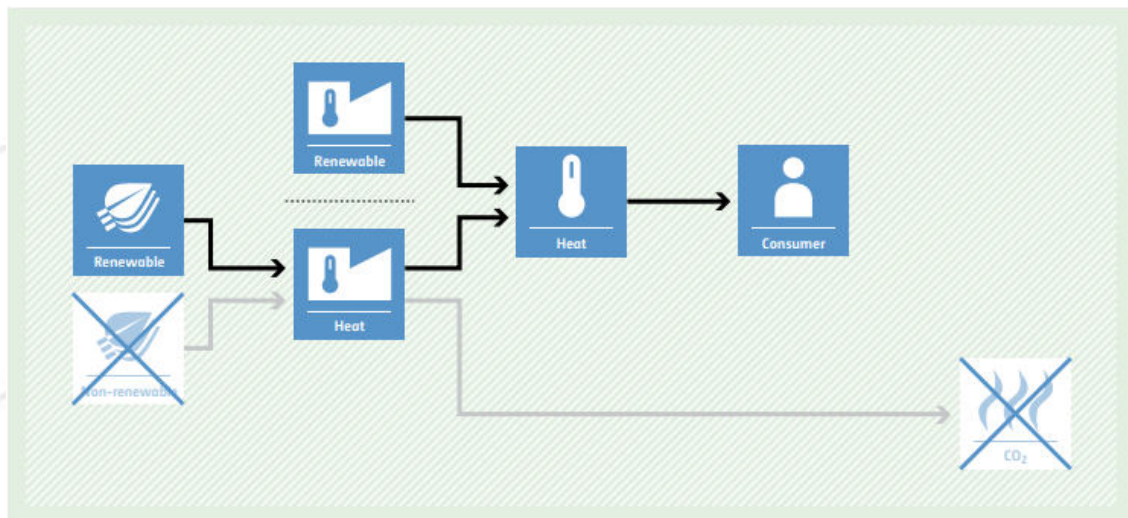 Renewable
Renewable
Heat
Consumer
Heat
Non-renewable
CO₂